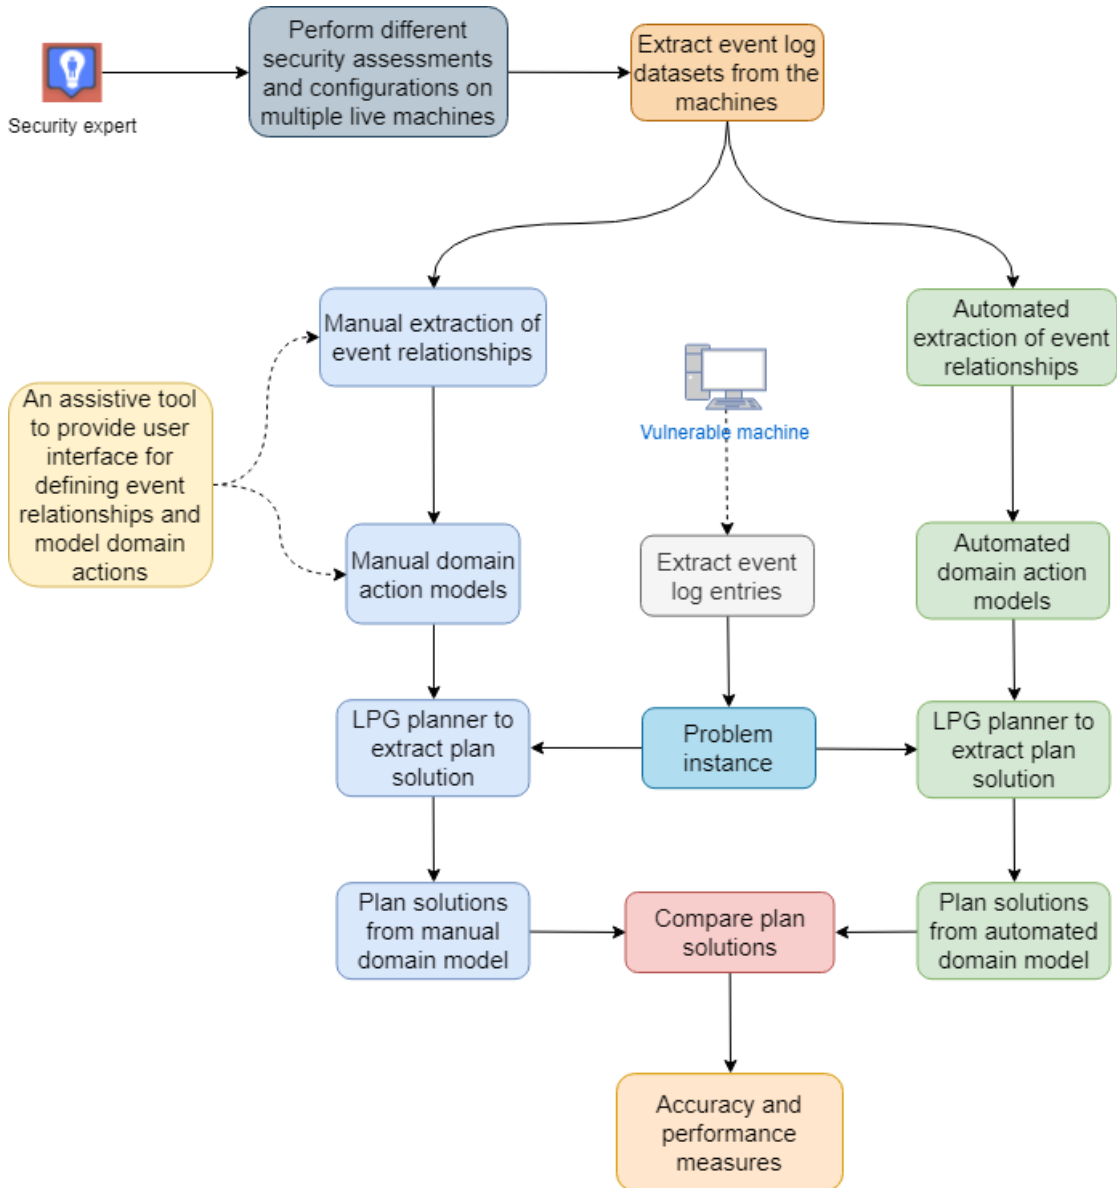 Perform different
security assessments
and configurations on
multiple live machines
Extract event log
datasets from the
machines
Security expert
Manual extraction of
event relationships
Automated
extraction of event
relationships
Vulnerable machine
An assistive tool
to provide user
interface for
defining event
relationships and
model domain
actions
Manual domain
action models
Extract event
log entries
Automated
domain action
models
LPG planner to
extract plan
solution
Problem
instance
LPG planner to
extract plan
solution
Plan solutions
from manual
domain model
Compare plan
solutions
Plan solutions
from automated
domain model
Accuracy and
performance
measures